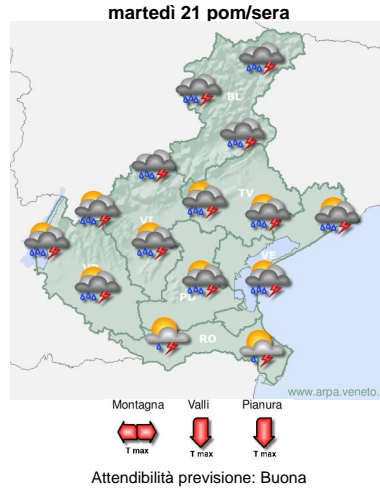 martedì 21 pom/sera
BL
TV
VI
VE
VR
PD
RO
www.arpa.veneto.
Montagna Valli Pianura
T max T max T max
Attendibilità previsione: Buona